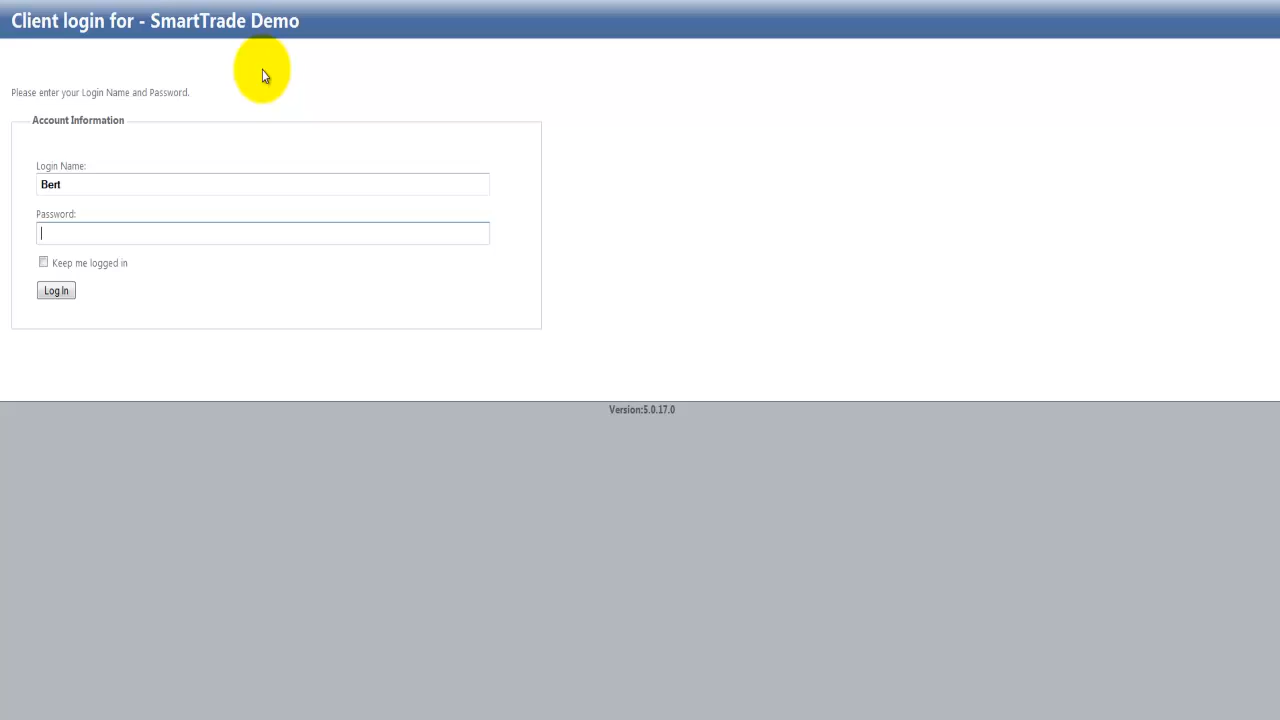 Client login for - SmartTrade Demo
Please enter your Login Name and Password.
Account Information
Login Name:
Bert
Password:
Keep me logged in
Log In
Version:5.0.17.0